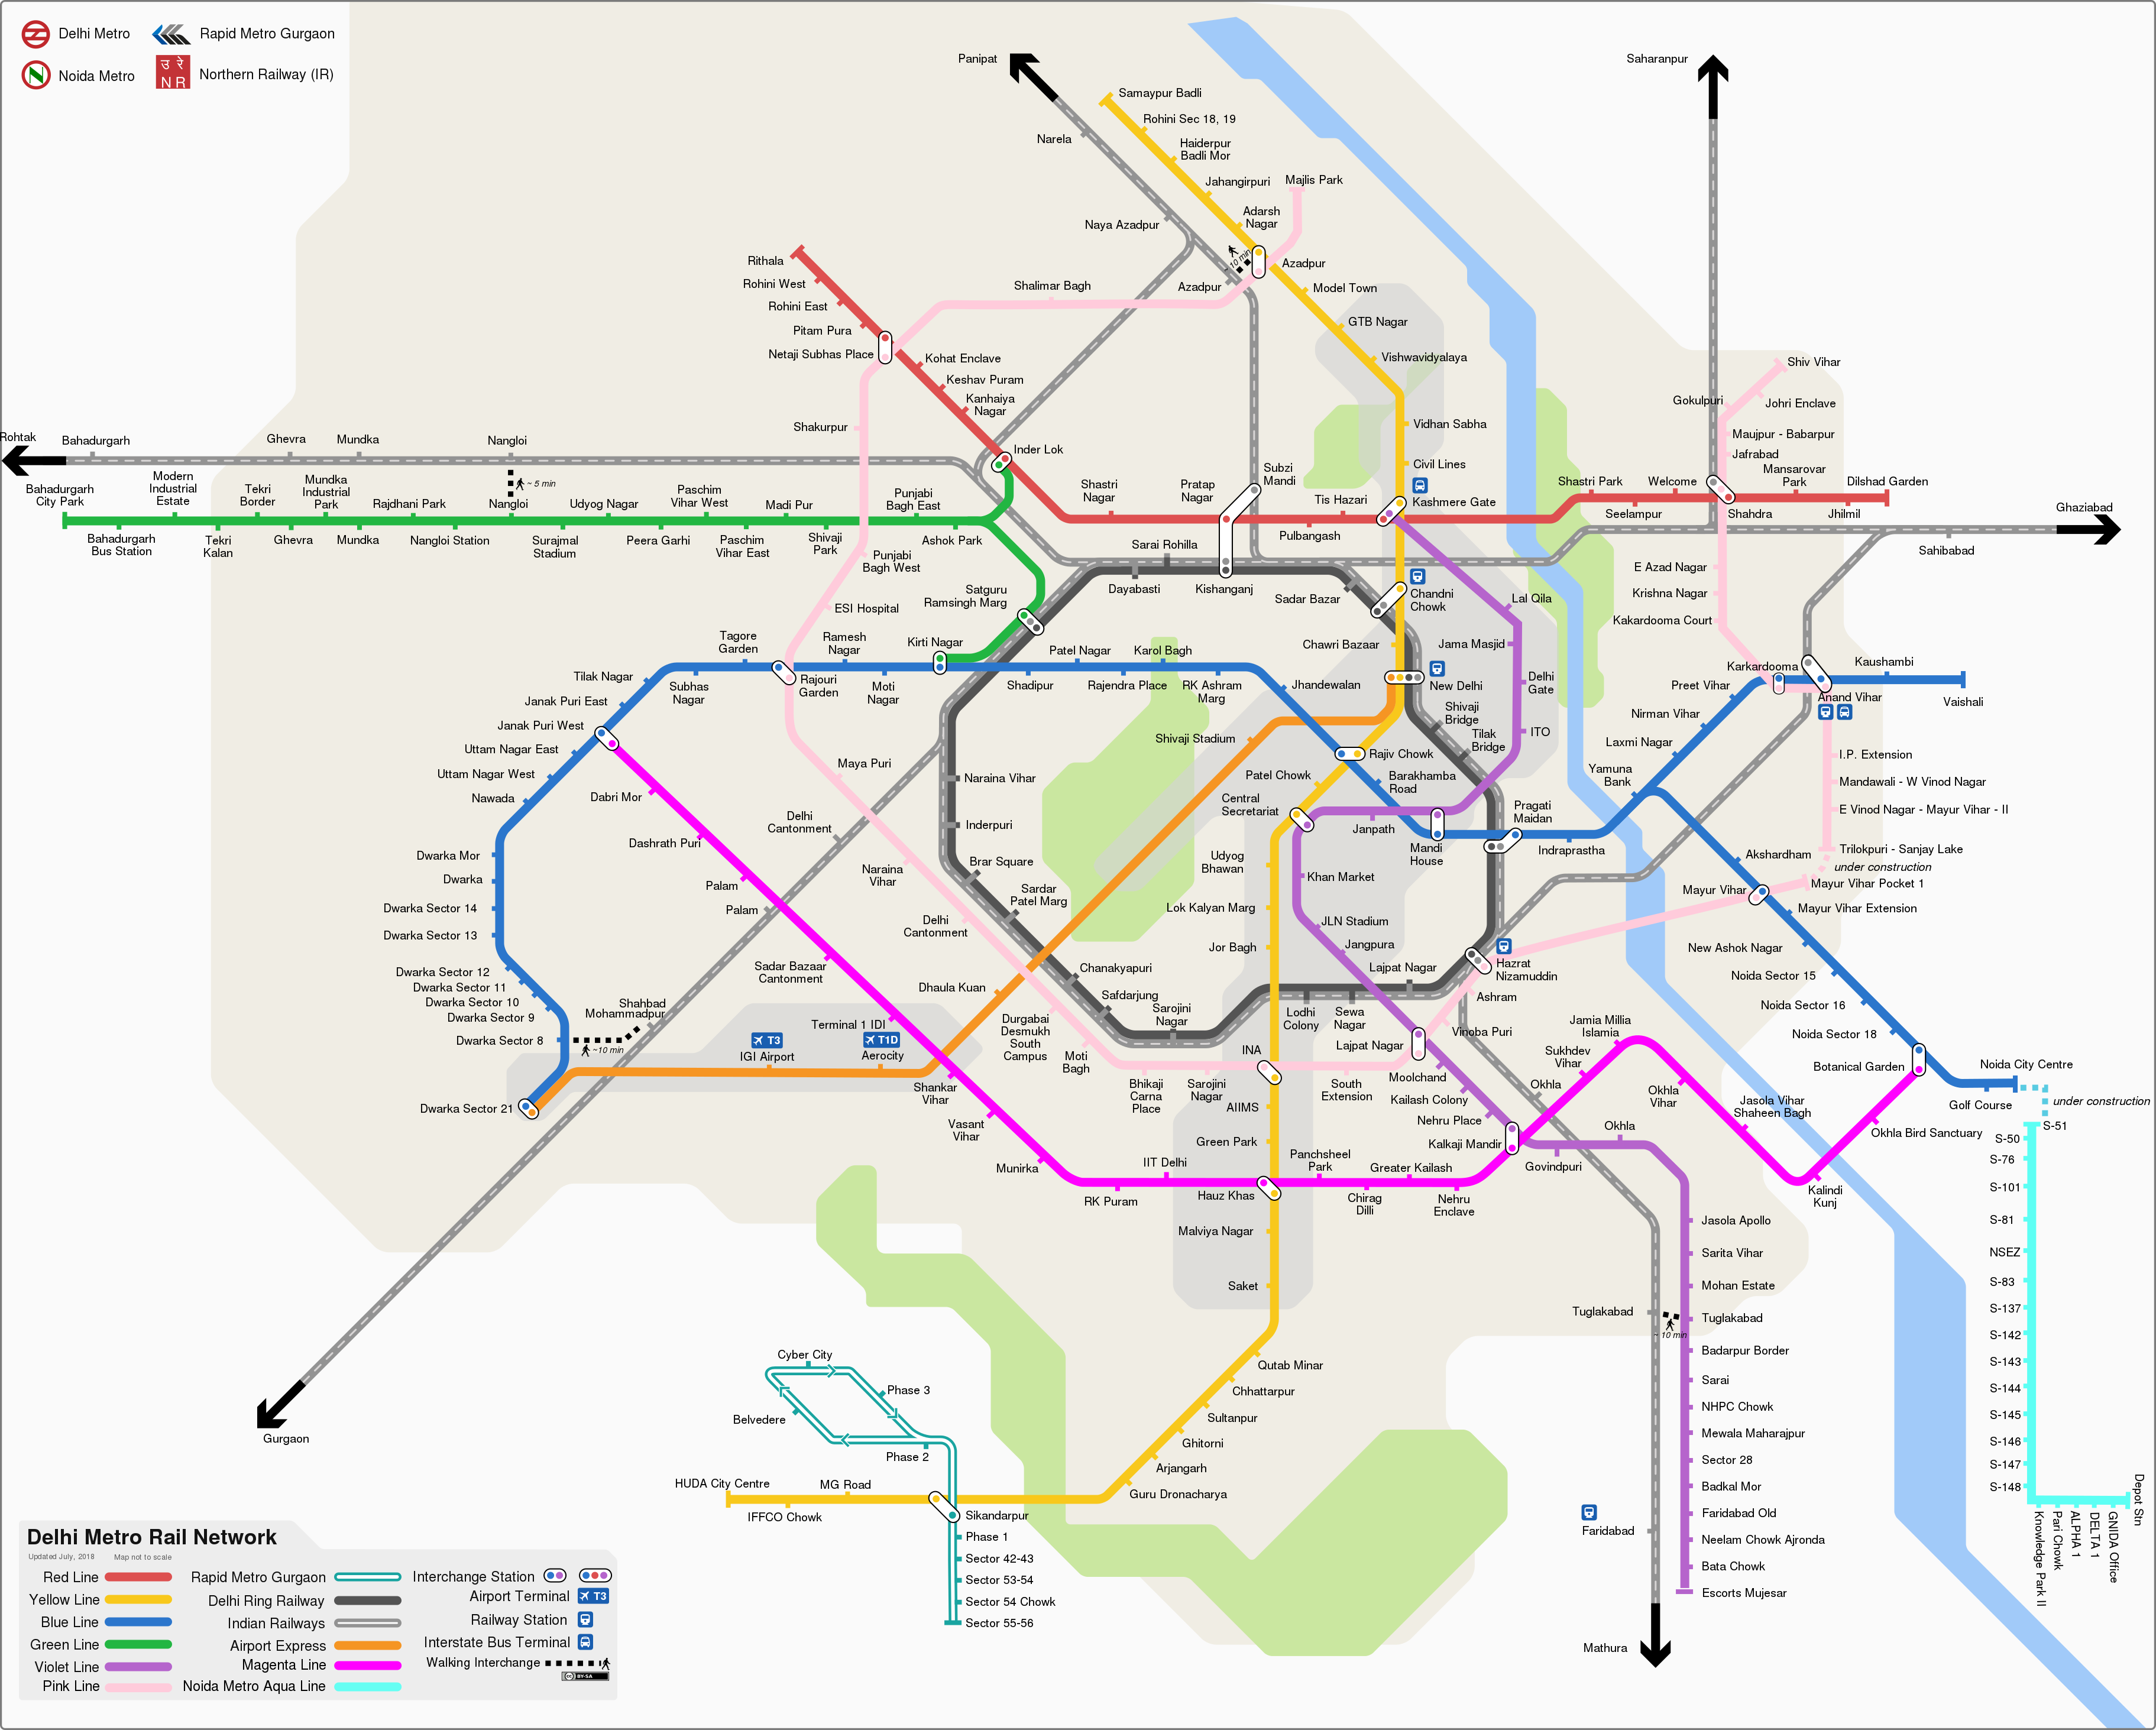 Delhi Metro
Rapid Metro Gurgaon
Noida Metro
उ रे
N R
Northern Railway (IR)
Panipat
Saharanpur
Samaypur Badli
Rohini Sec 18, 19
Narela
Haiderpur
Badli Mor
Jahangirpuri
Majlis Park
Adarsh
Nagar
Naya Azadpur
~10 min
Azadpur
Azadpur
Rithala
Rohini West
Shalimar Bagh
Model Town
Rohini East
GTB Nagar
Pitam Pura
Netaji Subhas Place
Kohat Enclave
Vishwavidyalaya
Shiv Vihar
Keshav Puram
Kanhaiya
Nagar
Gokulpuri
Johri Enclave
Shakurpur
Vidhan Sabha
Maujpur - Babarpur
Rohtak
Bahadurgarh
Ghevra
Mundka
Nangloi
Inder Lok
Civil Lines
Jafrabad
Mansarovar
Park
~ 5 min
Bahadurgarh
City Park
Modern
Industrial
Estate
Tekri
Border
Mundka
Industrial
Park
Rajdhani Park
Nangloi
Udyog Nagar
Paschim
Vihar West
Madi Pur
Punjabi
Bagh East
Shastri
Nagar
Pratap
Nagar
Subzi
Mandi
Tis Hazari
Kashmere Gate
Shastri Park
Welcome
Dilshad Garden
Seelampur
Shahdra
Jhilmil
Ghaziabad
Bahadurgarh
Bus Station
Tekri
Kalan
Ghevra
Mundka
Nangloi Station
Surajmal
Stadium
Peera Garhi
Paschim
Vihar East
Shivaji
Park
Punjabi
Bagh West
Ashok Park
Pulbangash
Sarai Rohilla
Sahibabad
Dayabasti
Kishanganj
Sadar Bazar
Chandni
Chowk
E Azad Nagar
Krishna Nagar
Kakardooma Court
Satguru
Ramsingh Marg
ESI Hospital
Lal Qila
Tagore
Garden
Ramesh
Nagar
Kirti Nagar
Patel Nagar
Karol Bagh
Chawri Bazaar
Jama Masjid
Tilak Nagar
Subhas
Nagar
Rajouri
Garden
Moti
Nagar
Shadipur
Rajendra Place
RK Ashram
Marg
Jhandewalan
New Delhi
Delhi
Gate
Karkardooma
Kaushambi
Preet Vihar
Anand Vihar
Vaishali
Janak Puri East
Janak Puri West
Shivaji
Bridge
Nirman Vihar
Uttam Nagar East
Shivaji Stadium
Tilak
Bridge
ITO
Laxmi Nagar
Uttam Nagar West
Maya Puri
Naraina Vihar
Rajiv Chowk
I.P. Extension
Nawada
Dabri Mor
Patel Chowk
Barakhamba
Road
Yamuna
Bank
Mandawali - W Vinod Nagar
Delhi
Cantonment
Inderpuri
Central
Secretariat
Janpath
Pragati
Maidan
E Vinod Nagar - Mayur Vihar - II
Dwarka Mor
Dashrath Puri
Mandi
House
Indraprastha
Trilokpuri - Sanjay Lake
Dwarka
Naraina
Vihar
Brar Square
Udyog
Bhawan
Khan Market
Akshardham
under construction
Palam
Sardar
Patel Marg
Mayur Vihar
Mayur Vihar Pocket 1
Dwarka Sector 14
Palam
Lok Kalyan Marg
Mayur Vihar Extension
Dwarka Sector 13
Delhi
Cantonment
JLN Stadium
Jor Bagh
Jangpura
New Ashok Nagar
Dwarka Sector 12
Sadar Bazaar
Cantonment
Chanakyapuri
Lajpat Nagar
Hazrat
Nizamuddin
Noida Sector 15
Dwarka Sector 11
Dhaula Kuan
Safdarjung
Ashram
Dwarka Sector 10
Shahbad
Mohammadpur
Sarojini
Nagar
Lodhi
Colony
Sewa
Nagar
Noida Sector 16
Dwarka Sector 9
Terminal 1 IDI
Durgabai
Desmukh
South
Campus
Vinoba Puri
Jamia Millia
Islamia
Noida Sector 18
Dwarka Sector 8
~10 min
T3
IGI Airport
T1D
Aerocity
Moti
Bagh
INA
Lajpat Nagar
Sukhdev
Vihar
Botanical Garden
Noida City Centre
Shankar
Vihar
Bhikaji
Carna
Place
Sarojini
Nagar
South
Extension
Moolchand
Okhla
Okhla
Vihar
Golf Course
under construction
Dwarka Sector 21
AIIMS
Kailash Colony
Jasola Vihar
Shaheen Bagh
Vasant
Vihar
Nehru Place
Okhla
Okhla Bird Sanctuary
S-51
Green Park
Kalkaji Mandir
S-50
Munirka
IIT Delhi
Panchsheel
Park
Greater Kailash
Govindpuri
S-76
RK Puram
Hauz Khas
Chirag
Dilli
Nehru
Enclave
Kalindi
Kunj
S-101
Malviya Nagar
Jasola Apollo
S-81
Sarita Vihar
NSEZ
Saket
Mohan Estate
S-83
Tuglakabad
~ 10 min
Tuglakabad
S-137
Cyber City
Qutab Minar
Badarpur Border
S-142
Phase 3
Chhattarpur
Sarai
S-143
Belvedere
Sultanpur
NHPC Chowk
S-144
Gurgaon
Phase 2
Ghitorni
Mewala Maharajpur
S-145
Arjangarh
Sector 28
S-146
HUDA City Centre
MG Road
Guru Dronacharya
Badkal Mor
S-147
IFFCO Chowk
Sikandarpur
Faridabad Old
S-148
Depot Stn
Phase 1
Faridabad
Neelam Chowk Ajronda
Knowledge Park II
Pari Chowk
ALPHA 1
DELTA 1
GNIDA Office
Sector 42-43
Bata Chowk
Sector 53-54
Escorts Mujesar
Sector 54 Chowk
Sector 55-56
Mathura
Delhi Metro Rail Network
Updated July, 2018
Map not to scale
Red Line
Rapid Metro Gurgaon
Interchange Station
Yellow Line
Delhi Ring Railway
Airport Terminal
T3
Blue Line
Indian Railways
Railway Station
Green Line
Airport Express
Interstate Bus Terminal
Violet Line
Magenta Line
Walking Interchange
Pink Line
Noida Metro Aqua Line
cc
BY-SA